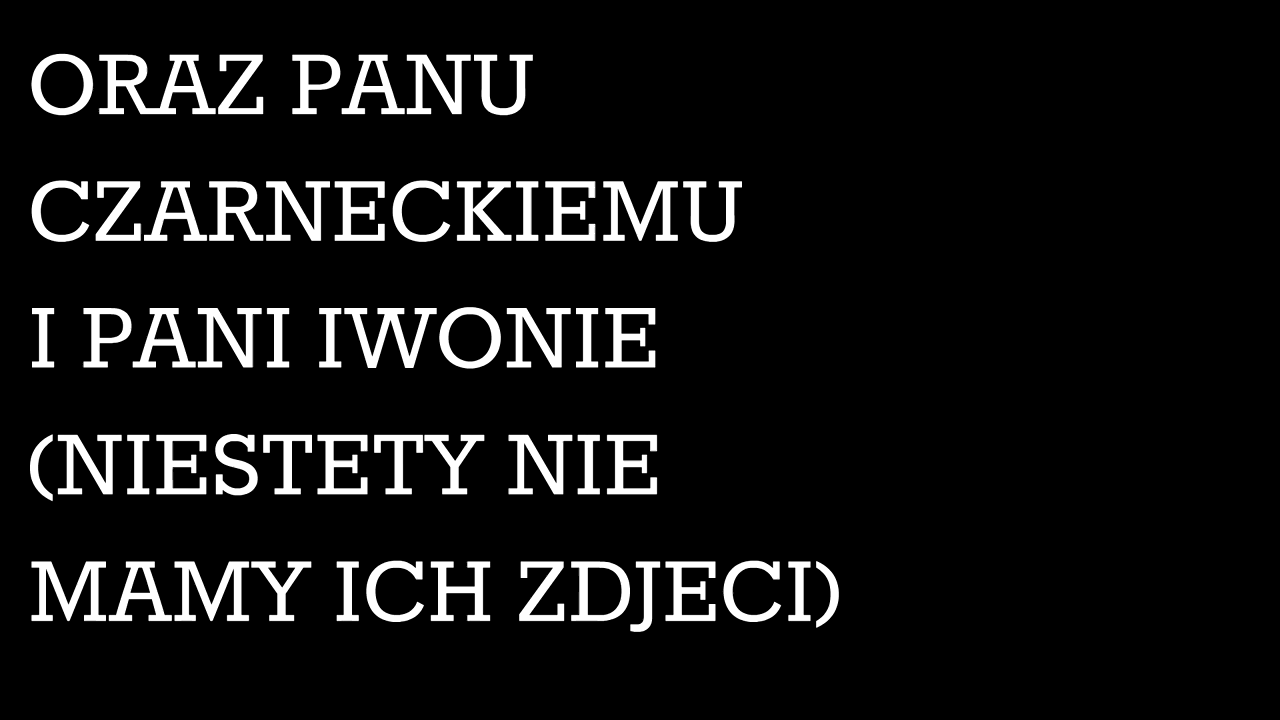 ORAZ PANU
CZARNECKIEMU
I PANI IWONIE
(NIESTETY NIE
MAMY ICH ZDJECI)